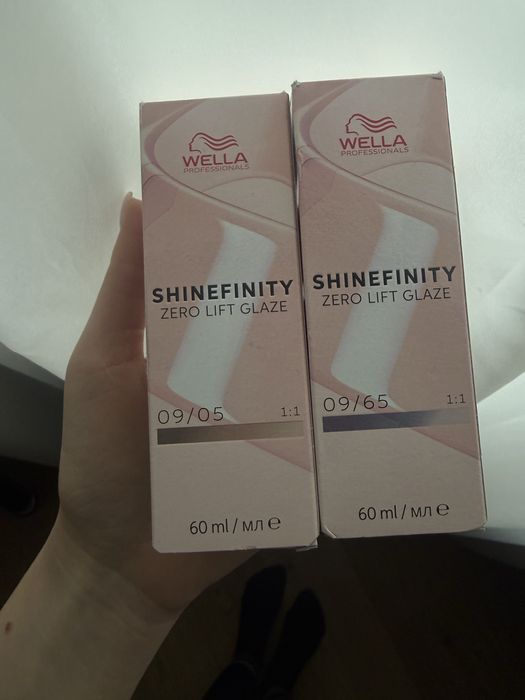 WELLA
PROFESSIONALS
SHINEFINITY
ZERO LIFT GLAZE
09/05 1:1
60 ml / мл ℮
WELLA
PROFESSIONALS
SHINEFINITY
ZERO LIFT GLAZE
09/65 1:1
60 ml / мл ℮